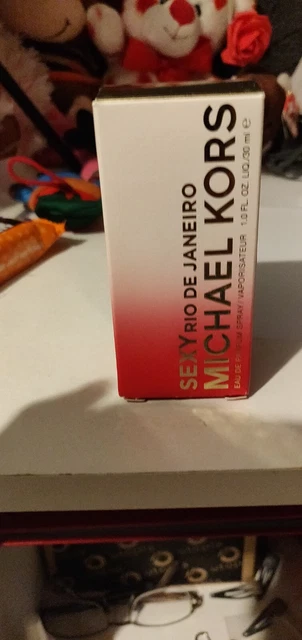 SEXY RIO DE JANEIRO
MICHAEL KORS
EAU DE PARFUM SPRAY / VAPORISATEUR 1.0 FL. OZ. LIQ./30 ml ℮